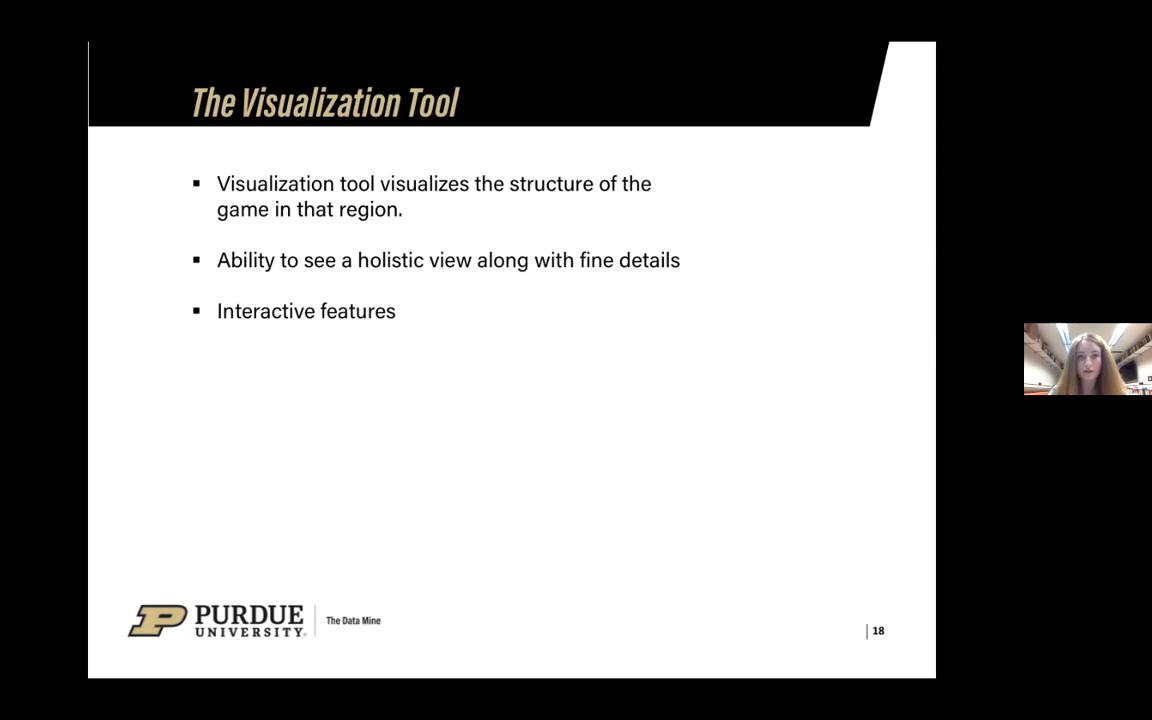 The Visualization Tool
▪ Visualization tool visualizes the structure of the
game in that region.
▪ Ability to see a holistic view along with fine details
▪ Interactive features
PURDUE
UNIVERSITY®
The Data Mine
18